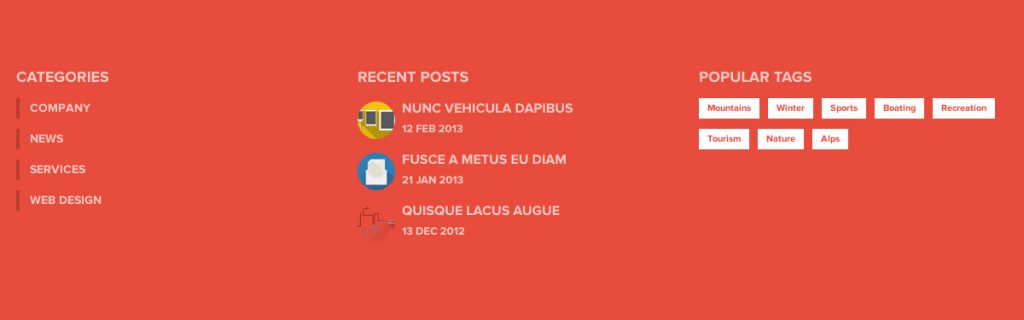 CATEGORIES
COMPANY
NEWS
SERVICES
WEB DESIGN
RECENT POSTS
NUNC VEHICULA DAPIBUS
12 FEB 2013
FUSCE A METUS EU DIAM
21 JAN 2013
QUISQUE LACUS AUGUE
13 DEC 2012
POPULAR TAGS
Mountains Winter Sports Boating Recreation
Tourism Nature Alps